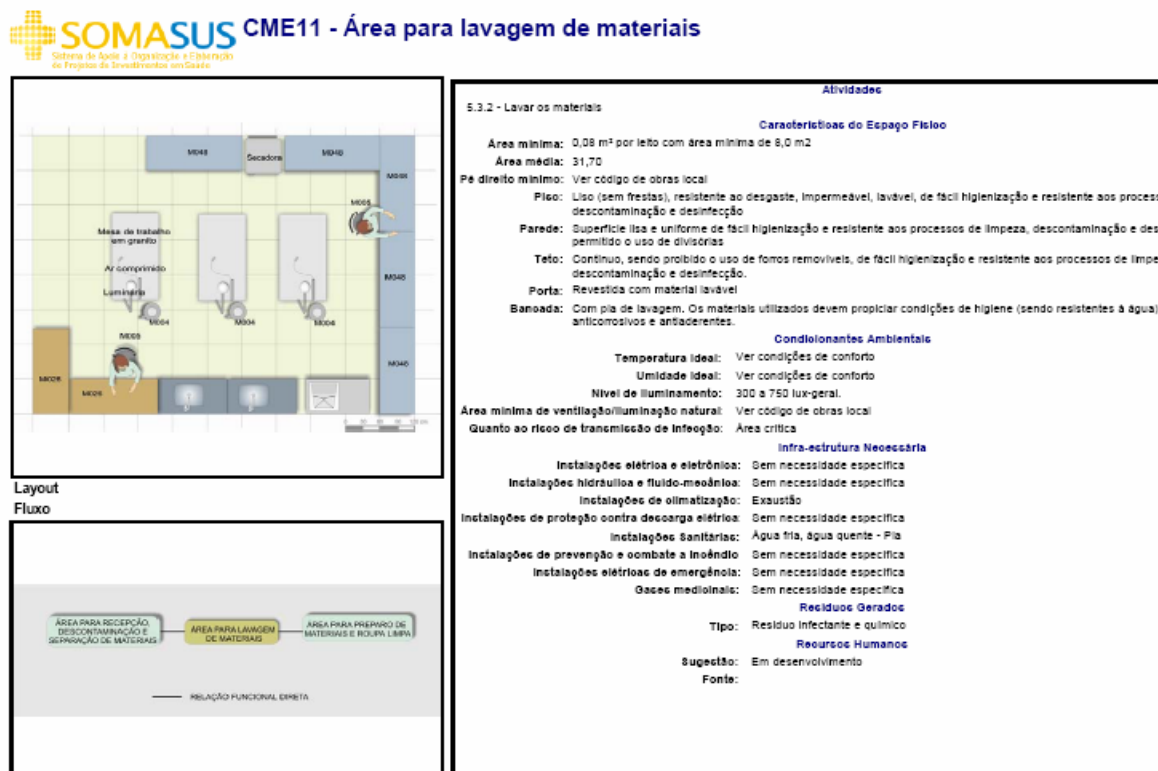 SOMASUS
Sistema de Apoio à Organização e Elaboração
de Projetos de Investimentos em Saúde
CME11 - Área para lavagem de materiais
M048
Secadora
M048
M048
M005
Mesa de trabalho
em granito
Ar comprimido
M048
Luminária
M004
M004
M004
M005
M048
M028
M028
Layout
Fluxo
ÁREA PARA RECEPÇÃO,
DESCONTAMINAÇÃO E
SEPARAÇÃO DE MATERIAIS
ÁREA PARA LAVAGEM
DE MATERIAIS
ÁREA PARA PREPARO DE
MATERIAIS E ROUPA LIMPA
RELAÇÃO FUNCIONAL DIRETA
Atividades
5.3.2 - Lavar os materiais
Características do Espaço Físico
Área mínima: 0,08 m² por leito com área mínima de 8,0 m2
Área média: 31,70
Pé direito mínimo: Ver código de obras local
Piso: Liso (sem frestas), resistente ao desgaste, impermeável, lavável, de fácil higienização e resistente aos process
descontaminação e desinfecção
Parede: Superfície lisa e uniforme de fácil higienização e resistente aos processos de limpeza, descontaminação e des
permitido o uso de divisórias
Teto: Contínuo, sendo proibido o uso de forros removíveis, de fácil higienização e resistente aos processos de limpe
descontaminação e desinfecção.
Porta: Revestida com material lavável
Bancada: Com pia de lavagem. Os materiais utilizados devem propiciar condições de higiene (sendo resistentes à água)
anticorrosivos e antiaderentes.
Condicionantes Ambientais
Temperatura ideal: Ver condições de conforto
Umidade ideal: Ver condições de conforto
Nível de iluminamento: 300 a 750 lux-geral.
Área mínima de ventilação/iluminação natural: Ver código de obras local
Quanto ao risco de transmissão de infecção: Área crítica
Infra-estrutura Necessária
Instalações elétrica e eletrônica: Sem necessidade específica
Instalações hidráulica e fluido-mecânica: Sem necessidade específica
Instalações de climatização: Exaustão
Instalações de proteção contra descarga elétrica: Sem necessidade específica
Instalações Sanitárias: Água fria, água quente - Pia
Instalações de prevenção e combate a incêndio Sem necessidade específica
Instalações elétricas de emergência: Sem necessidade específica
Gases medicinais: Sem necessidade específica
Resíduos Gerados
Tipo: Resíduo infectante e químico
Recursos Humanos
Sugestão: Em desenvolvimento
Fonte: